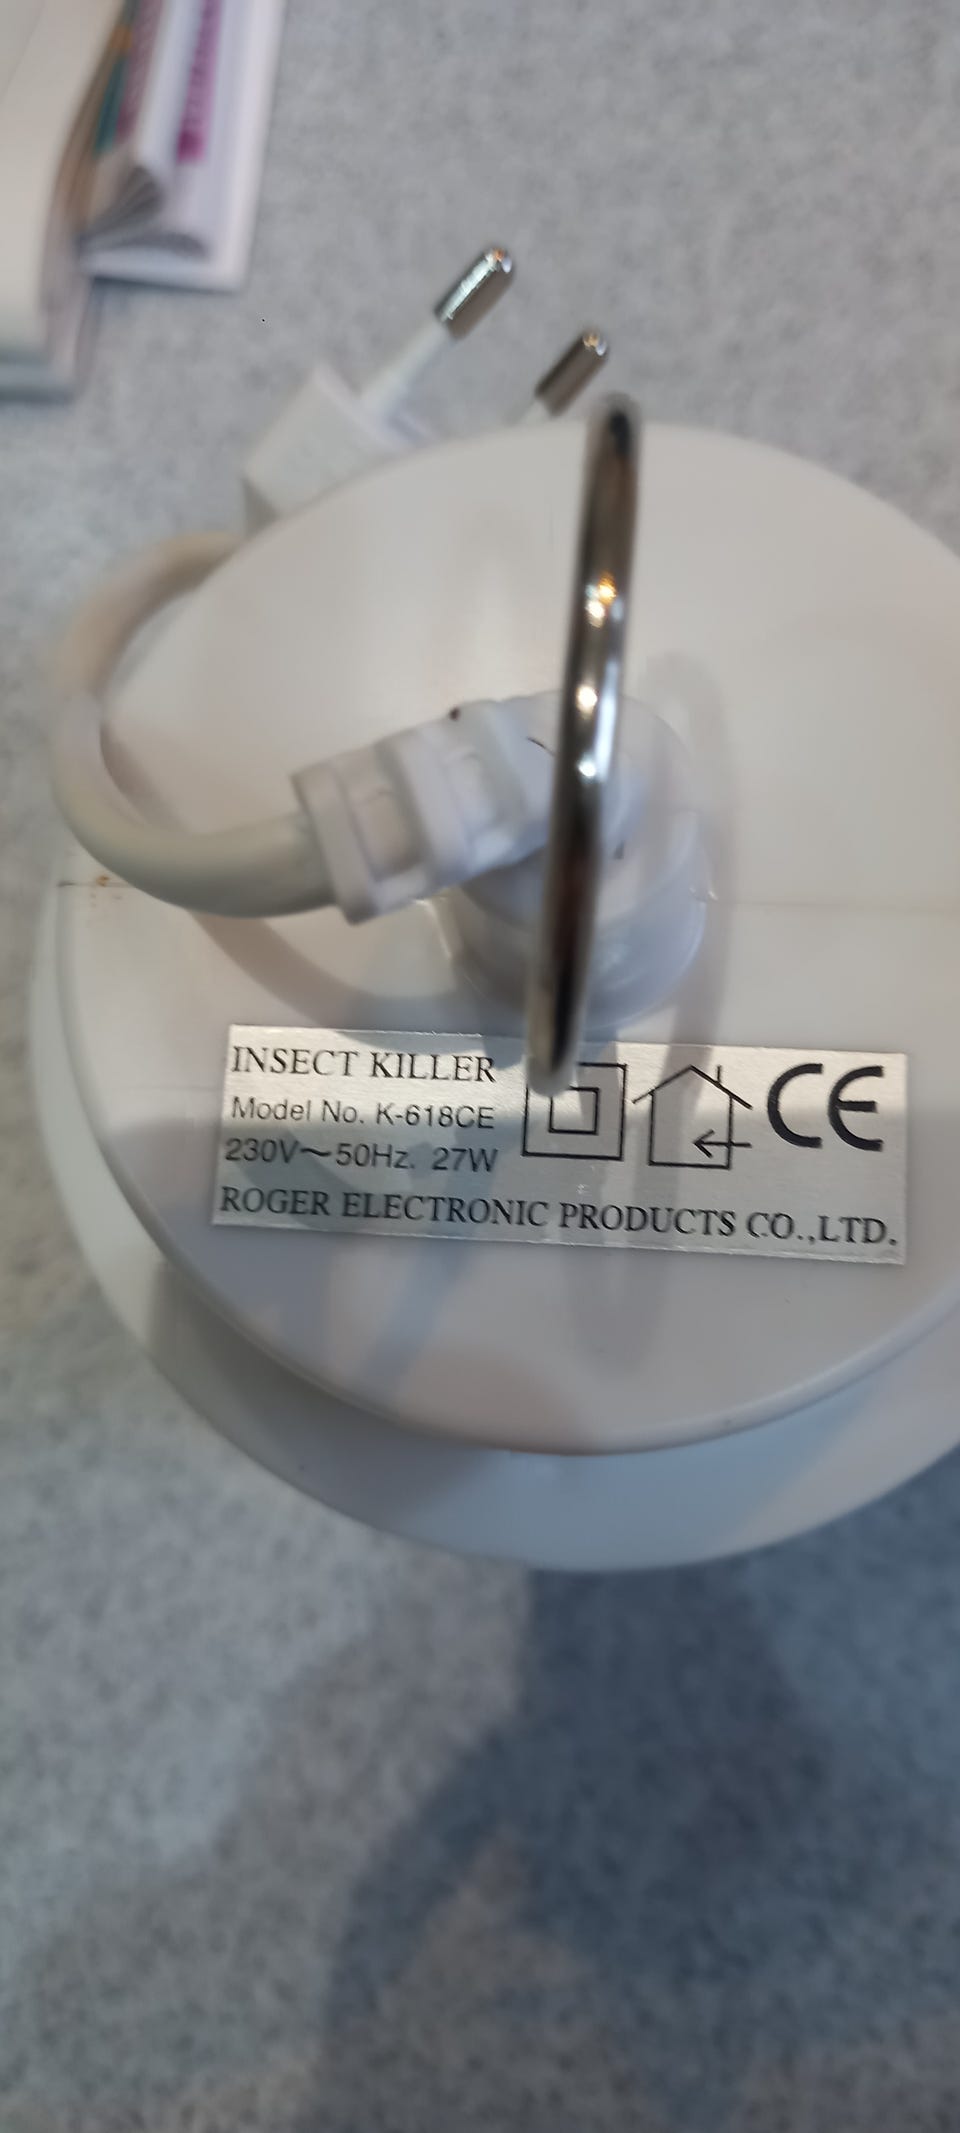 INSECT KILLER
Model No. K-618CE
230V~50Hz. 27W
CE
ROGER ELECTRONIC PRODUCTS CO.,LTD.